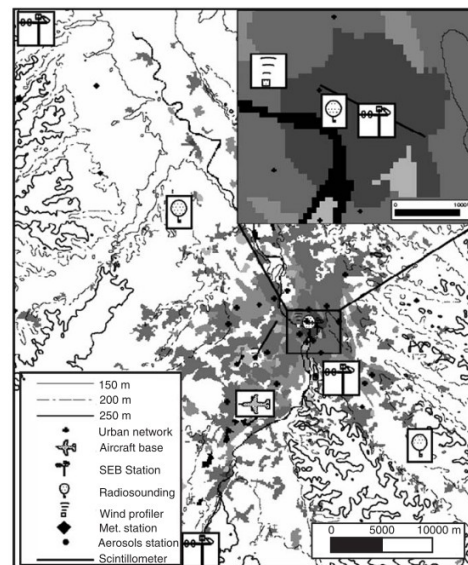 0 1000
150 m
200 m
250 m
Urban network
Aircraft base
SEB Station
Radiosounding
Wind profiler
Met. station
Aerosols station
Scintillometer
0 5000 10000 m